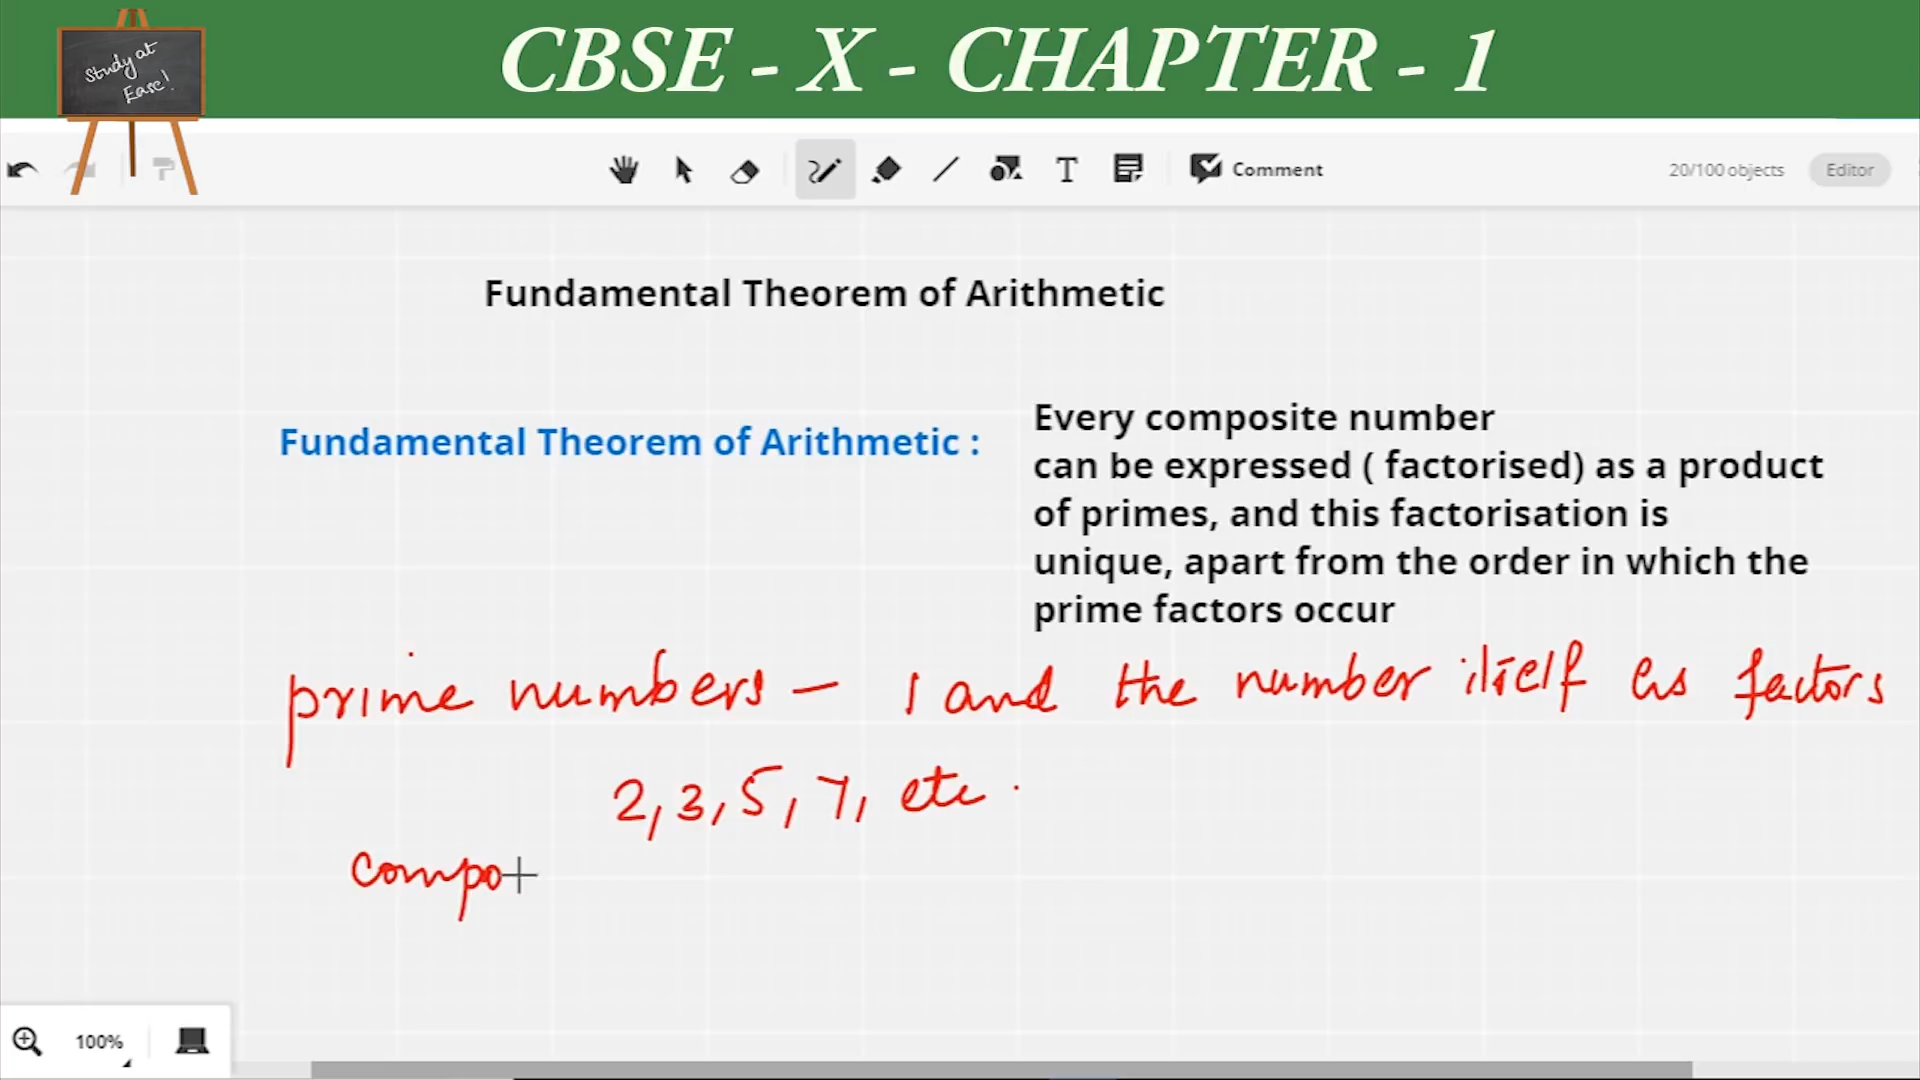 CBSE - X - CHAPTER - 1
Study at
Ease!
Comment
20/100 objects
Editor
Fundamental Theorem of Arithmetic
Fundamental Theorem of Arithmetic :
Every composite number
can be expressed ( factorised) as a product
of primes, and this factorisation is
unique, apart from the order in which the
prime factors occur
prime numbers – 1 and the number itself as factors
2, 3, 5, 7, etc.
compo
100%